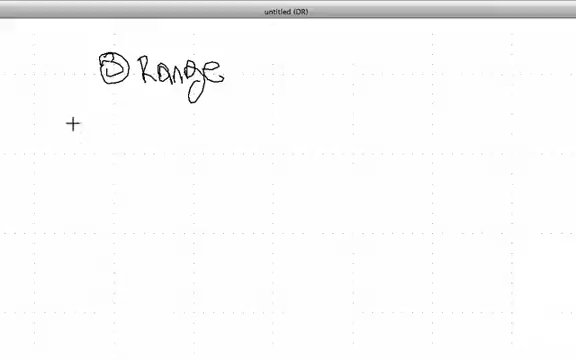 untitled (DR)
③ Range